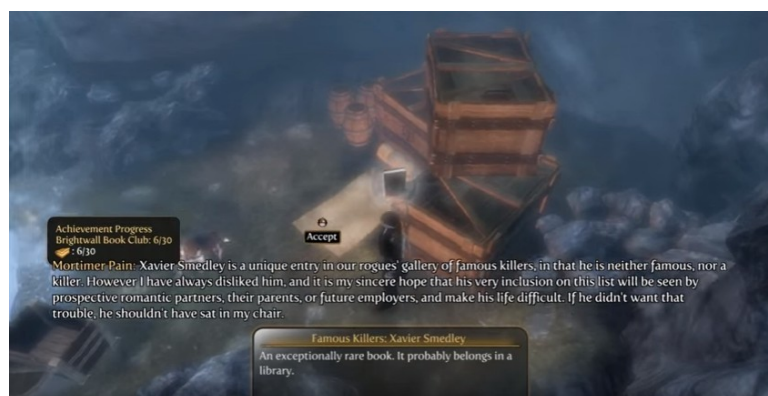 Achievement Progress
Brightwall Book Club: 6/30
: 6/30
Accept
Mortimer Pain: Xavier Smedley is a unique entry in our rogues' gallery of famous killers, in that he is neither famous, nor a
killer. However I have always disliked him, and it is my sincere hope that his very inclusion on this list will be seen by
prospective romantic partners, their parents, or future employers, and make his life difficult. If he didn't want that
trouble, he shouldn't have sat in my chair.
Famous Killers: Xavier Smedley
An exceptionally rare book. It probably belongs in a
library.